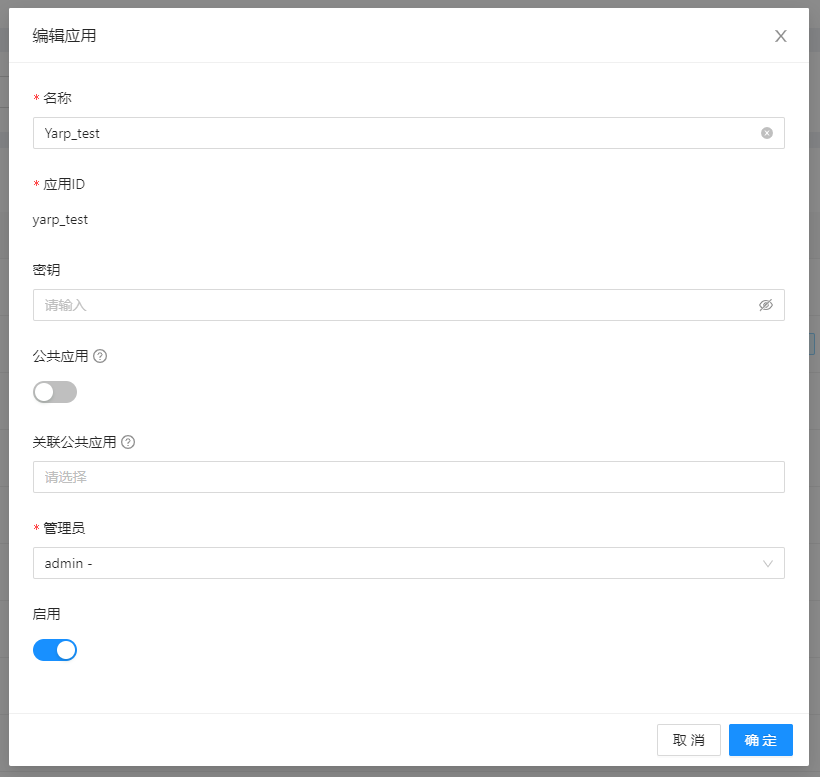 编辑应用
* 名称
Yarp_test
* 应用ID
yarp_test
密钥
请输入
公共应用
关联公共应用
请选择
* 管理员
admin -
启用
取 消 确 定